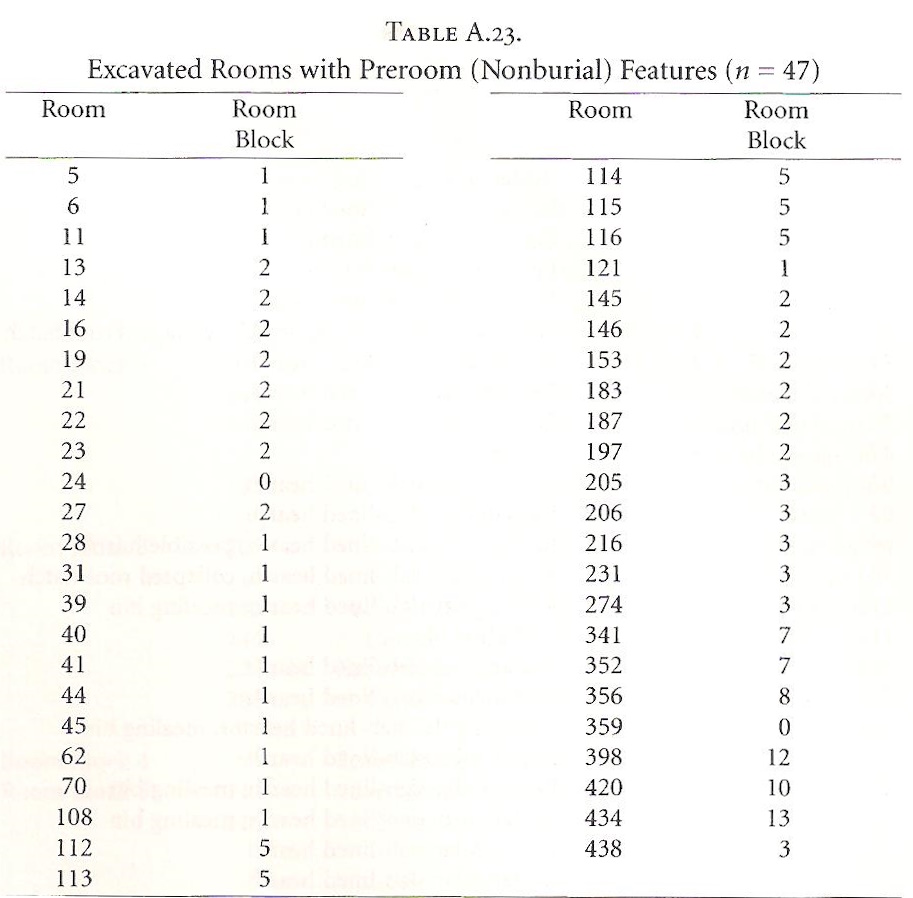 TABLE A.23.
Excavated Rooms with Preroom (Nonburial) Features (n = 47)
Room Room Block Room Room Block
5 1 114 5
6 1 115 5
11 1 116 5
13 2 121 1
14 2 145 2
16 2 146 2
19 2 153 2
21 2 183 2
22 2 187 2
23 2 197 2
24 0 205 3
27 2 206 3
28 1 216 3
31 1 231 3
39 1 274 3
40 1 341 7
41 1 352 7
44 1 356 8
45 1 359 0
62 1 398 12
70 1 420 10
108 1 434 13
112 5 438 3
113 5